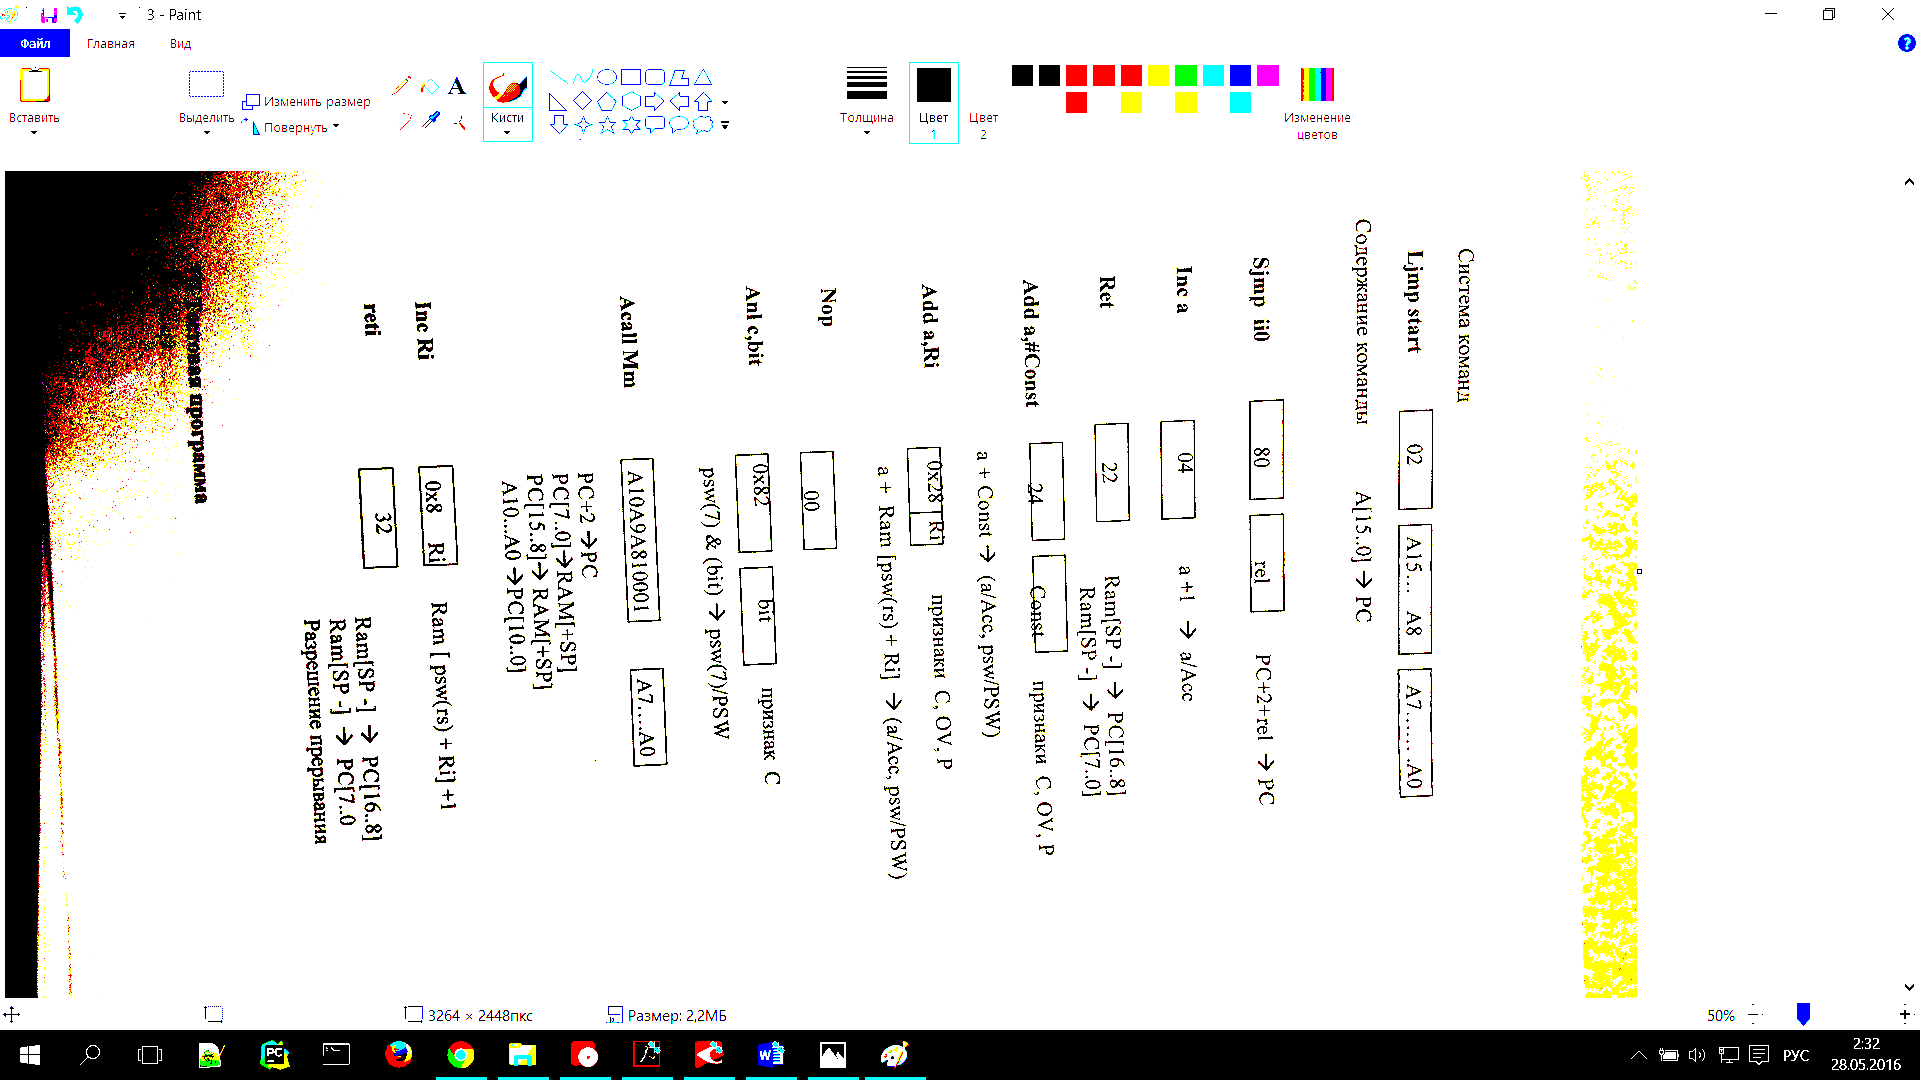 3 - Paint
Файл
Главная
Вид
Вставить
Выделить
Изменить размер
Повернуть
Кисти
Толщина
Цвет
1
Цвет
2
Изменение
цветов
Система команд
Ljmp start 02 A15... A8 A7...... .A0
Содержание команды A[15..0] → PC
Sjmp ii0 80 rel PC+2+rel → PC
Inc a 04 a +1 → a/Acc
Ret 22 Ram[SP -] → PC[16..8]
Ram[SP -] → PC[7..0]
Add a,#Const 24 Const признаки C, OV, P
a + Const → (a/Acc, psw/PSW)
Add a,Ri 0x28 Ri признаки C, OV, P
a + Ram [psw(rs) + Ri] → (a/Acc, psw/PSW)
Nop 00
Anl c,bit 0x82 bit признак C
psw(7) & (bit) → psw(7)/PSW
Acall Mm A10A9A810001 A7.....A0
PC+2 →PC
PC[7..0]→RAM[+SP]
PC[15..8]→RAM[+SP]
A10...A0 →PC[10..0]
Inc Ri 0x8 Ri Ram [ psw(rs) + Ri] +1
reti 32 Ram[SP -] → PC[16..8]
Ram[SP -] → PC[7..0
Разрешение прерывания
программа
3264 × 2448пкс
Размер: 2,2МБ
50%
РУС
2:32
28.05.2016